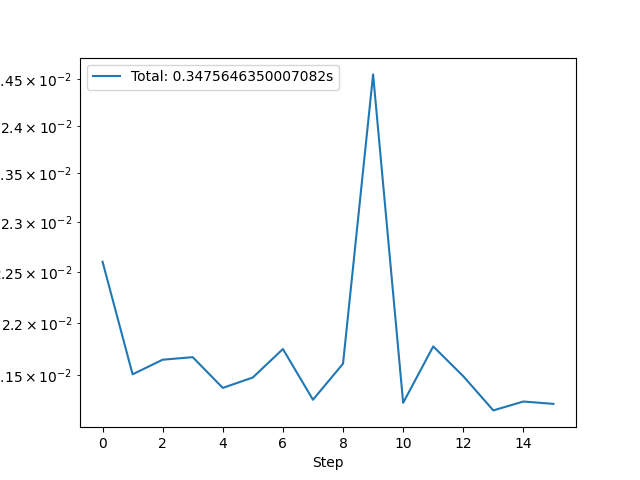 Total: 0.3475646350007082s
.45 × 10⁻²
2.4 × 10⁻²
.35 × 10⁻²
2.3 × 10⁻²
.25 × 10⁻²
2.2 × 10⁻²
.15 × 10⁻²
0 2 4 6 8 10 12 14
Step